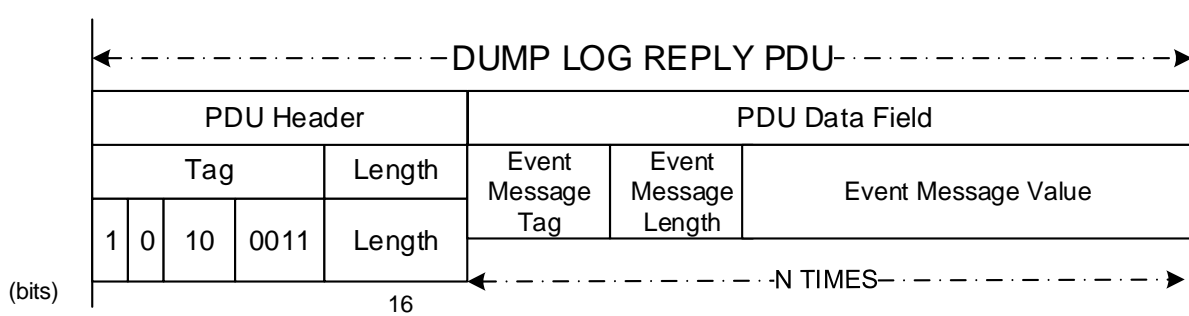 DUMP LOG REPLY PDU
PDU Header PDU Data Field
Tag Length Event Message Tag Event Message Length Event Message Value
1 0 10 0011 Length
N TIMES
(bits) 16